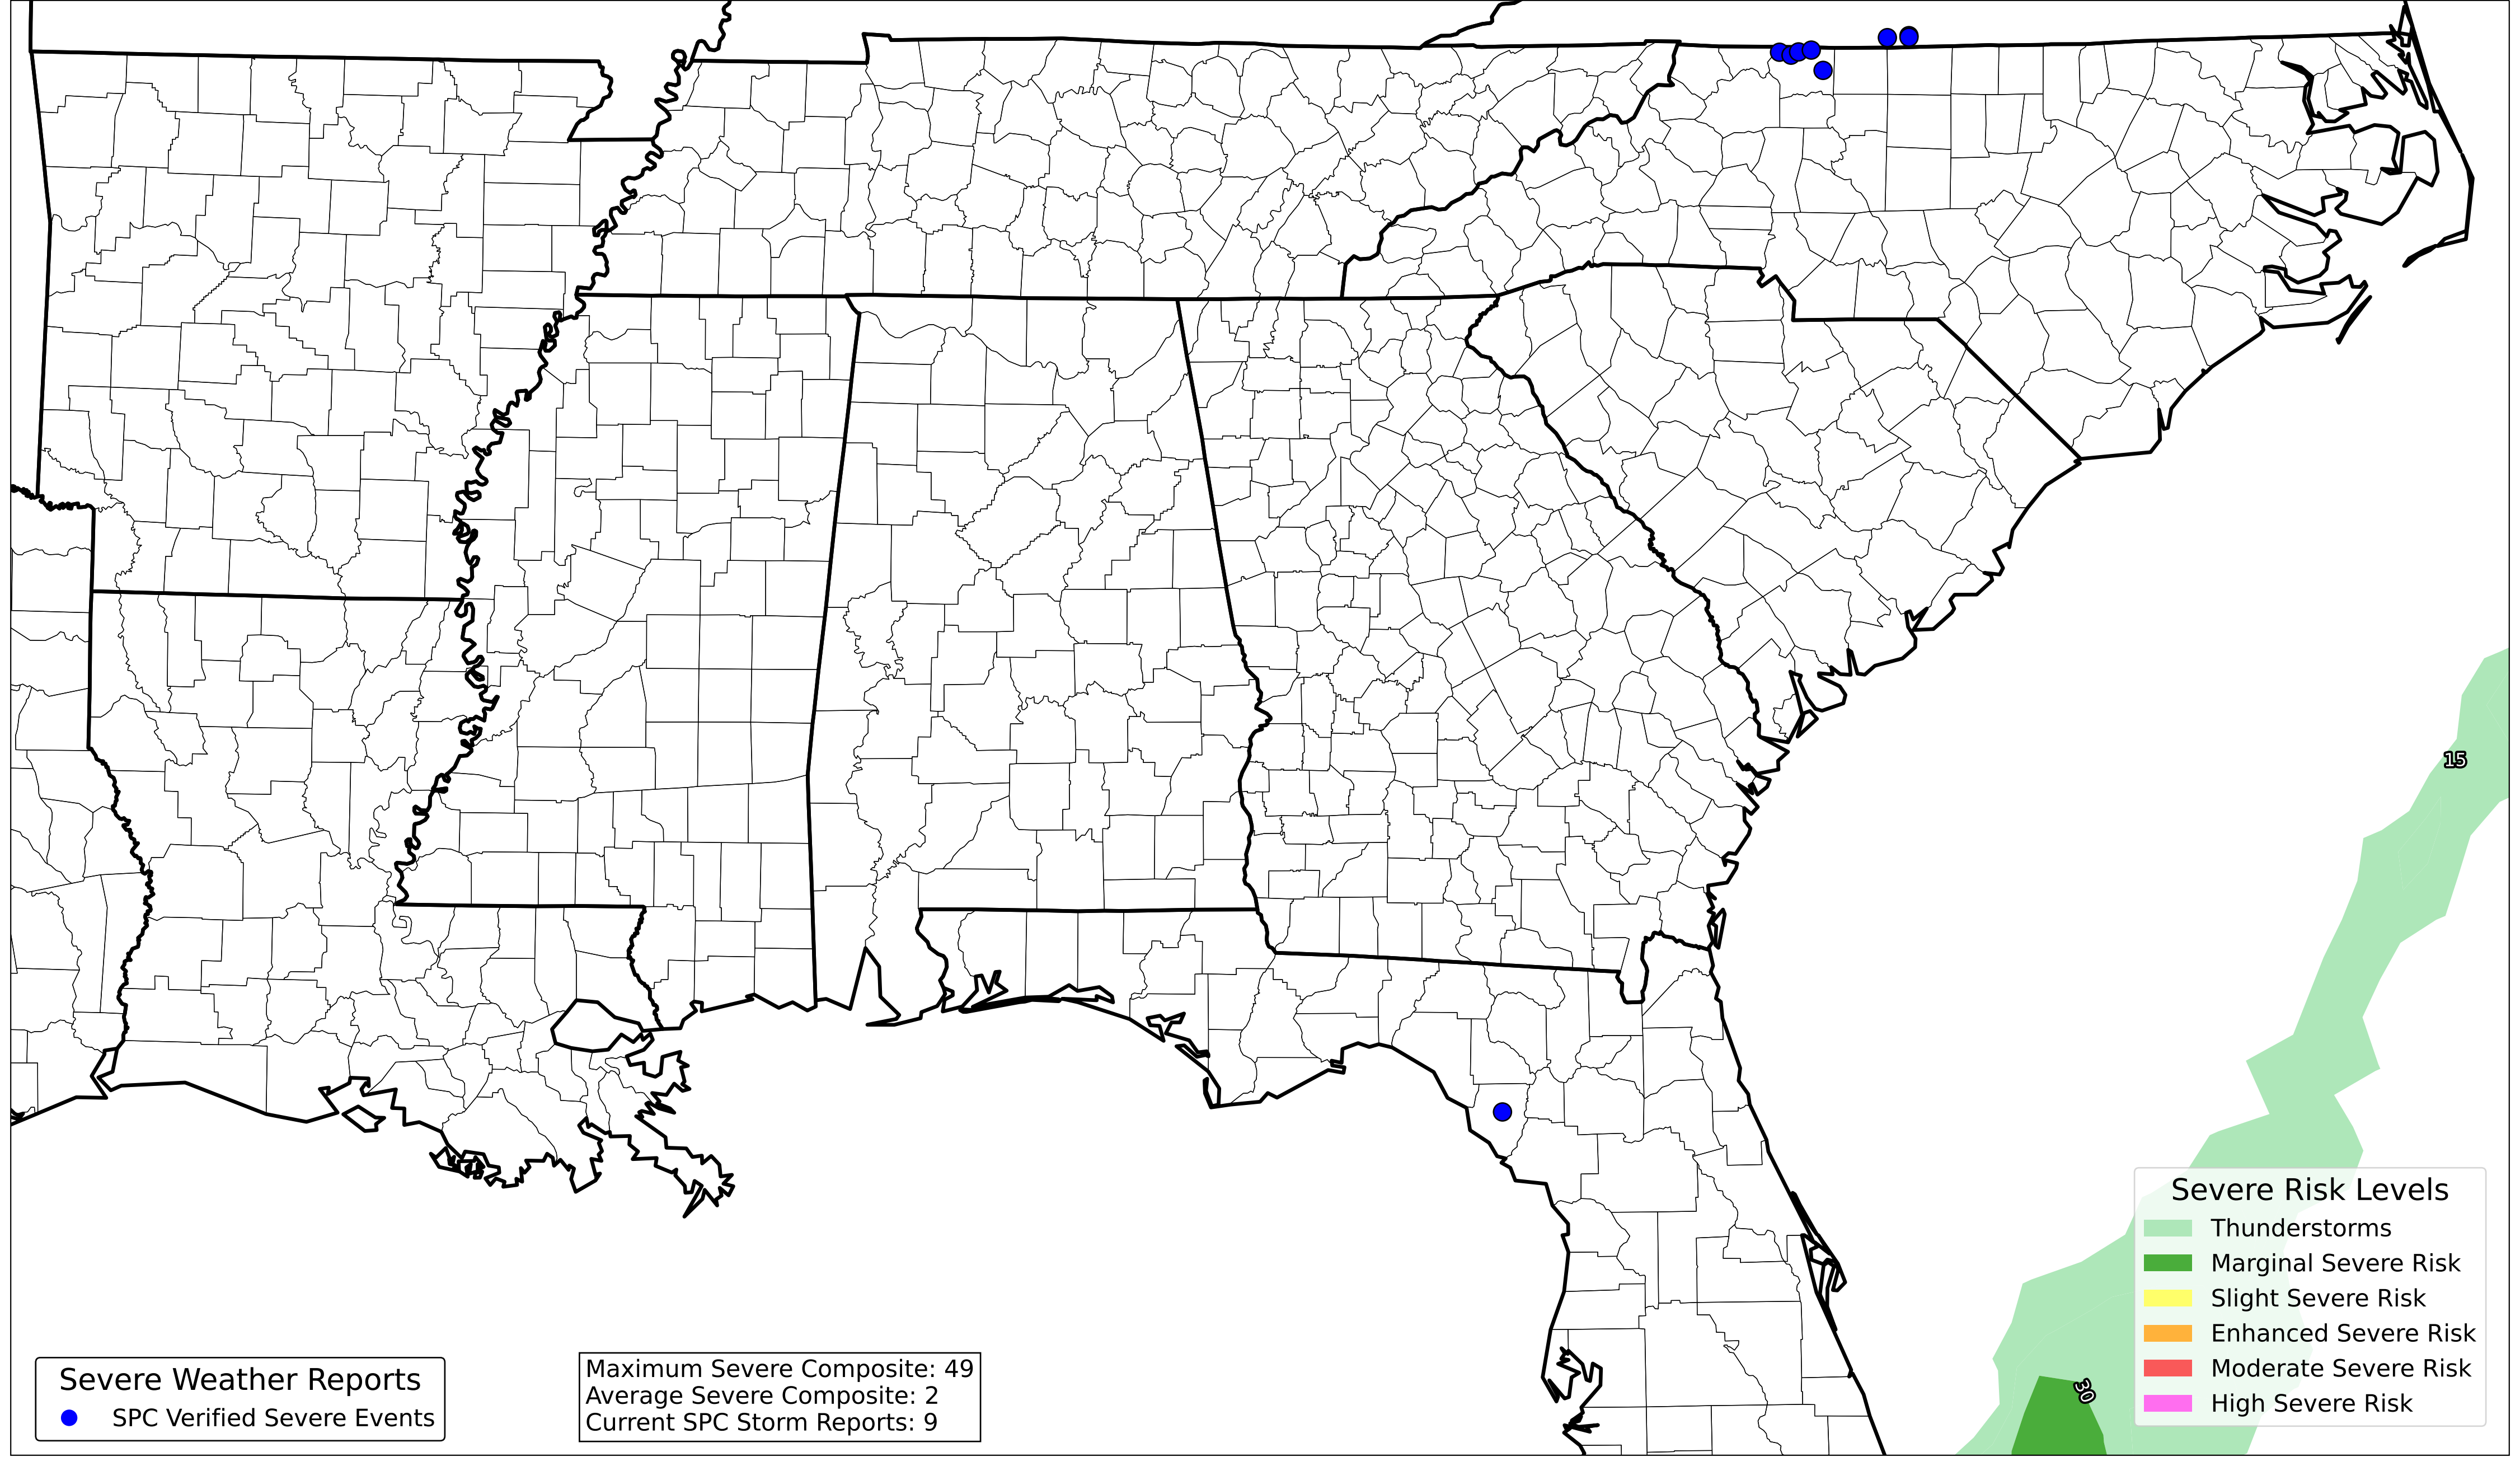 15
30
Severe Risk Levels
Thunderstorms
Marginal Severe Risk
Slight Severe Risk
Enhanced Severe Risk
Moderate Severe Risk
High Severe Risk
Severe Weather Reports
SPC Verified Severe Events
Maximum Severe Composite: 49
Average Severe Composite: 2
Current SPC Storm Reports: 9